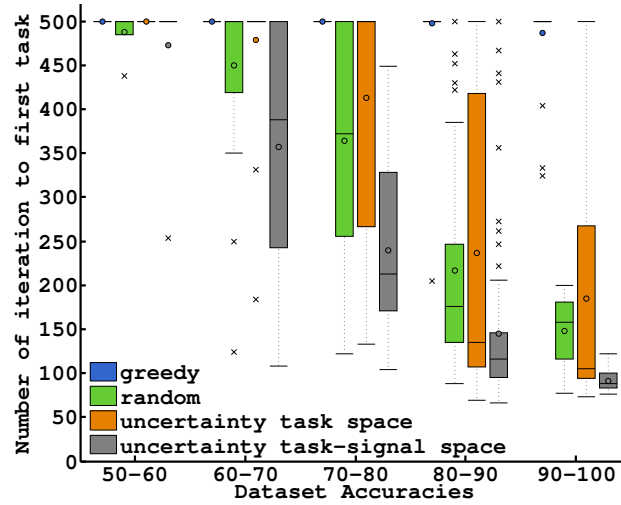 Number of iteration to first task
500
450
400
350
300
250
200
150
100
50
0
greedy
random
uncertainty task space
uncertainty task-signal space
50-60 60-70 70-80 80-90 90-100
Dataset Accuracies